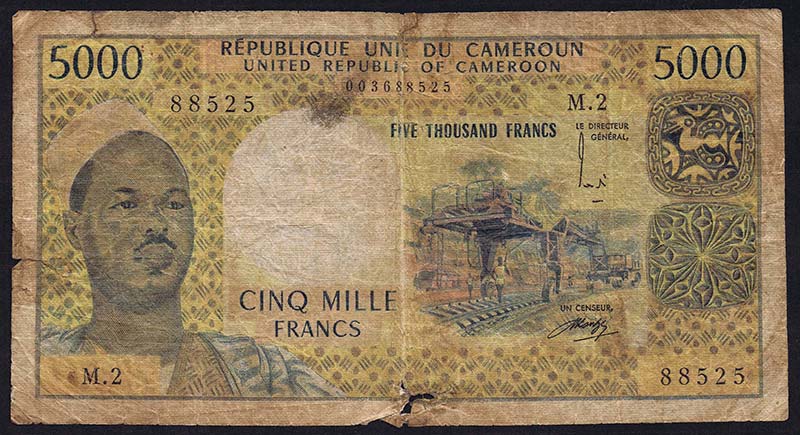 5000
RÉPUBLIQUE UNIE DU CAMEROUN
UNITED REPUBLIC OF CAMEROON
5000
003688525
88525
M.2
FIVE THOUSAND FRANCS
LE DIRECTEUR
GÉNÉRAL,
CINQ MILLE
FRANCS
UN CENSEUR,
M.2
88525